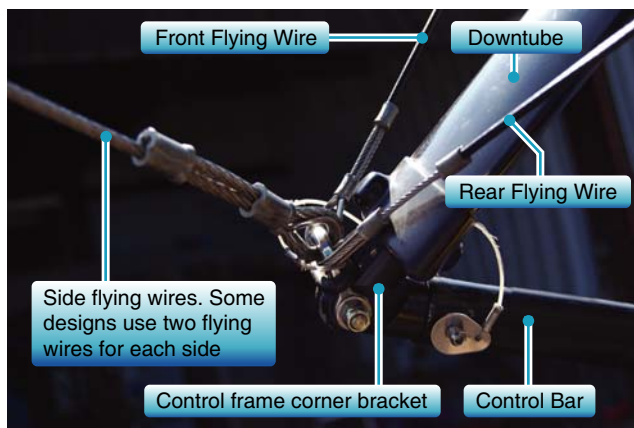 Front Flying Wire
Downtube
Rear Flying Wire
Side flying wires. Some
designs use two flying
wires for each side
Control frame corner bracket
Control Bar